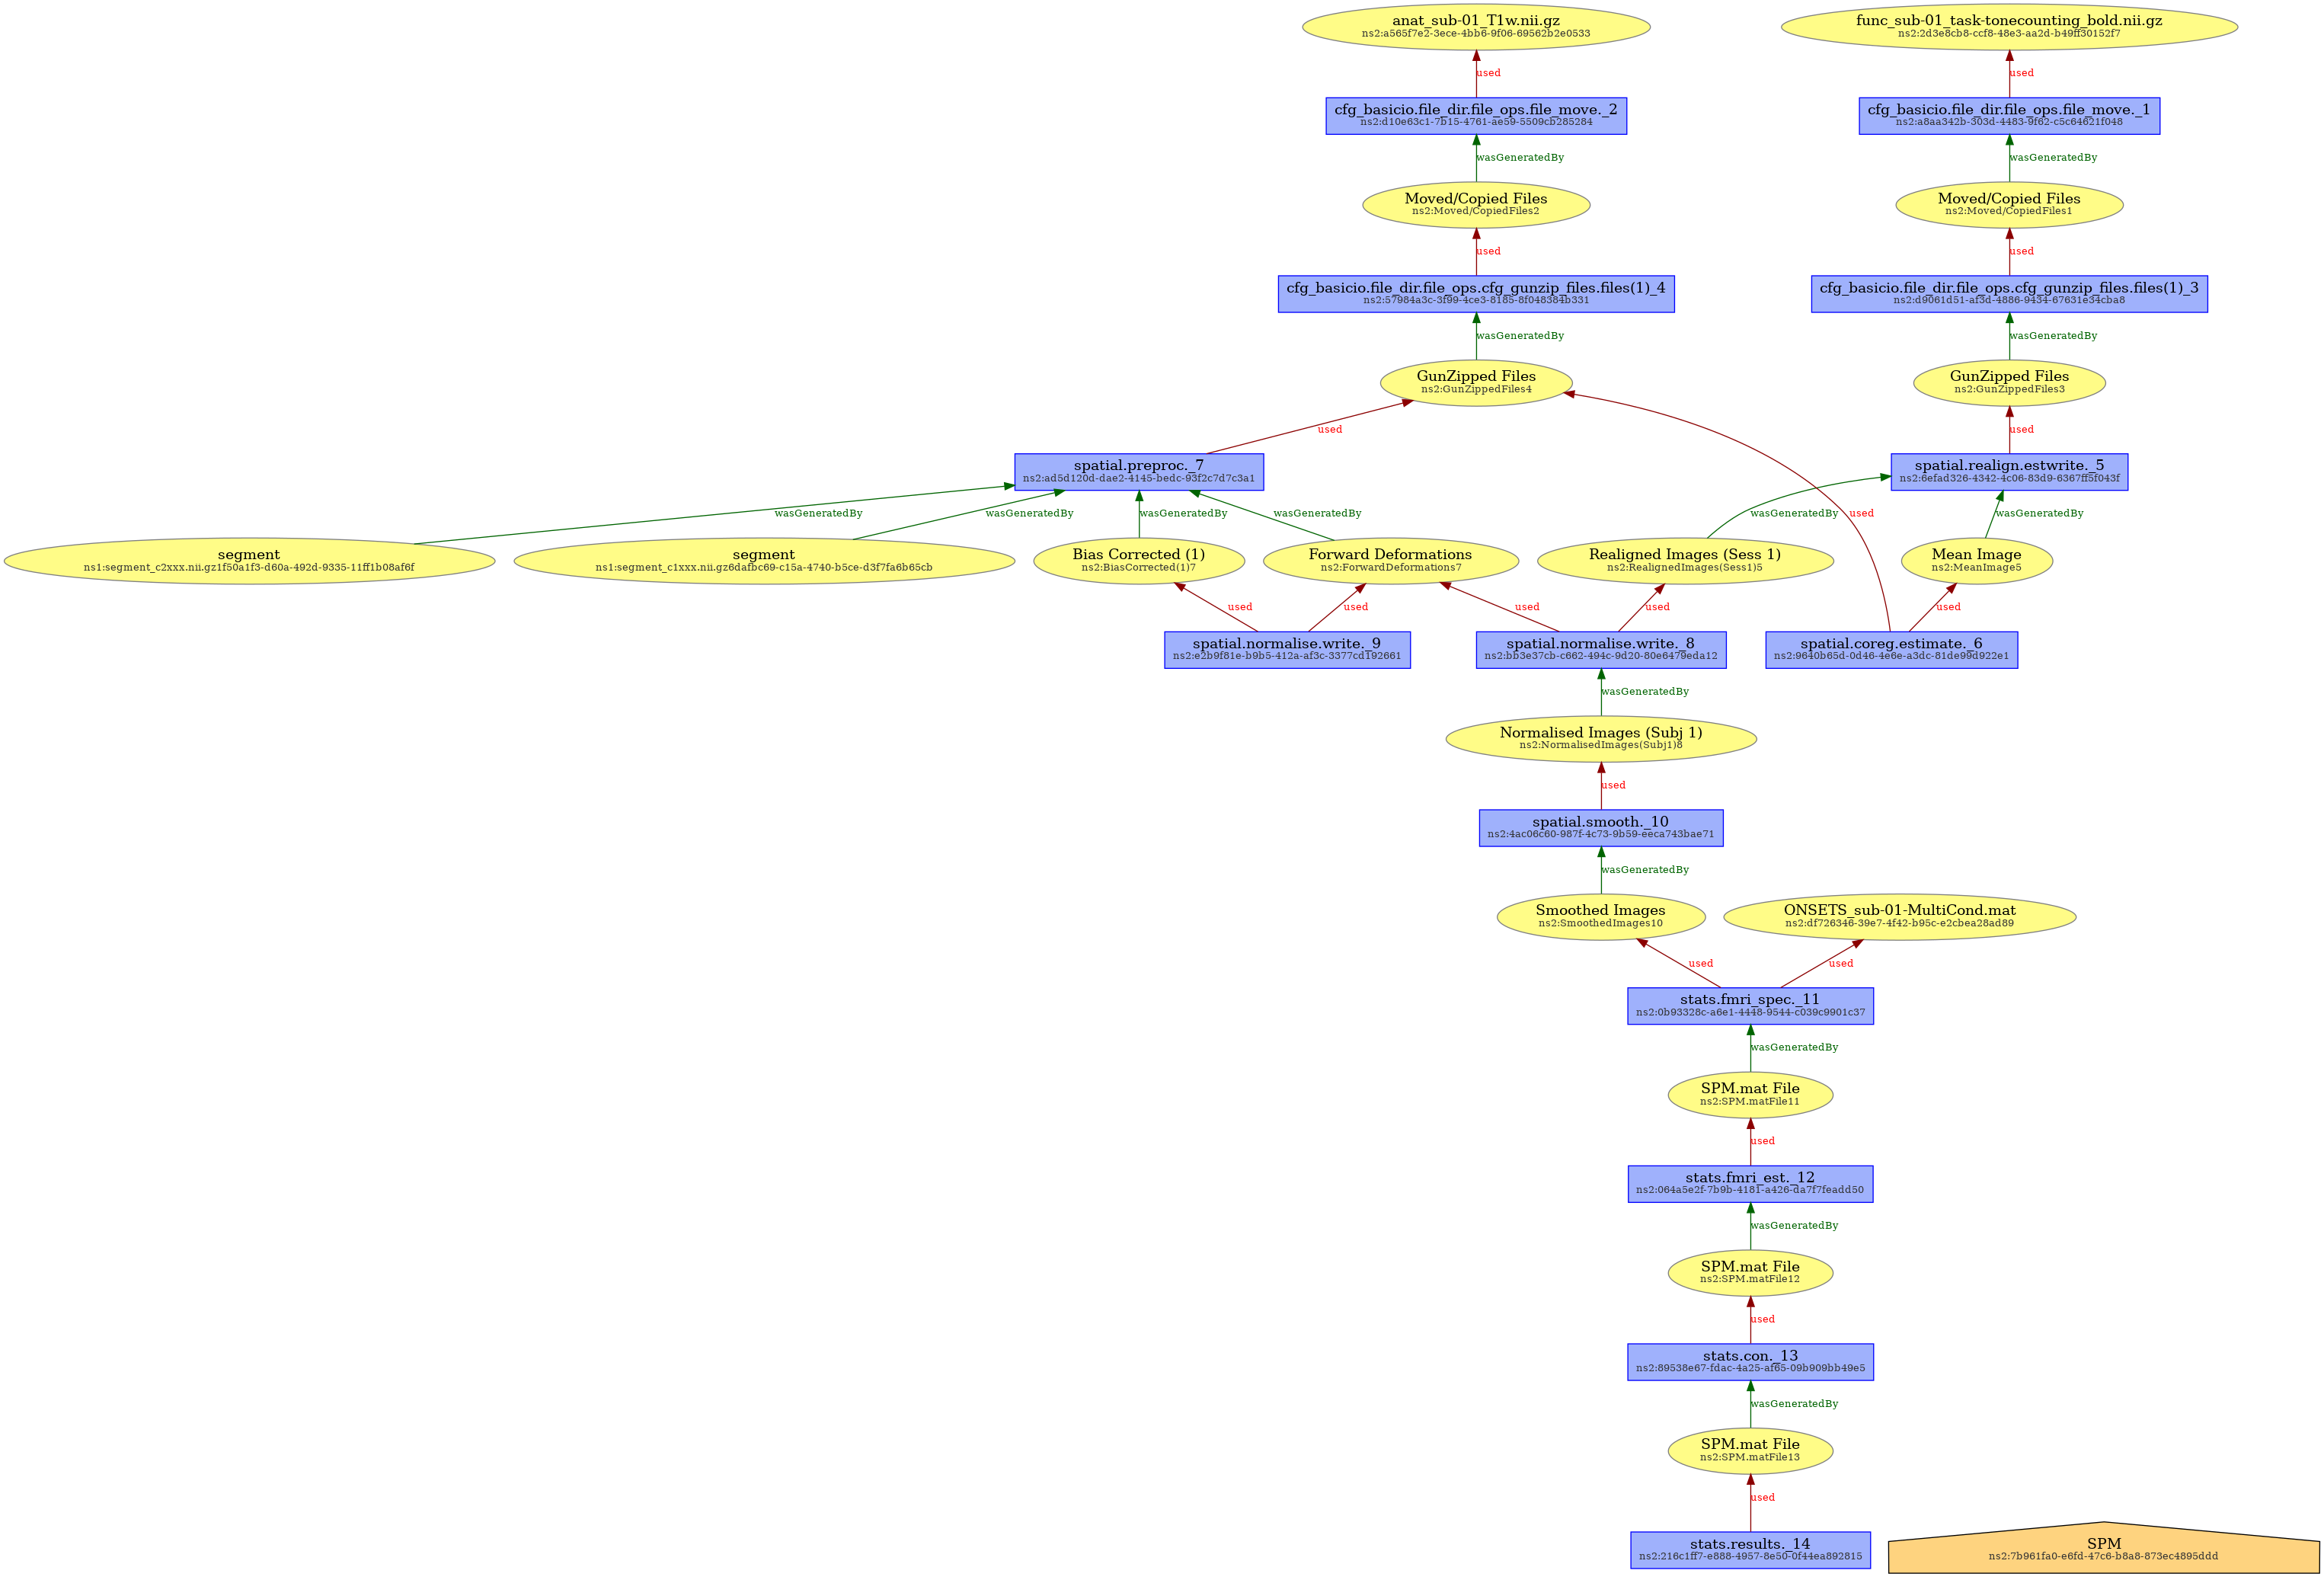 anat_sub-01_T1w.nii.gz
ns2:a565f7e2-3ece-4bb6-9f06-69562b2e0533
func_sub-01_task-tonecounting_bold.nii.gz
ns2:2d3e8cb8-ccf8-48e3-aa2d-b49ff30152f7
used
used
cfg_basicio.file_dir.file_ops.file_move._2
ns2:d10e63c1-7b15-4761-ae59-5509cb285284
cfg_basicio.file_dir.file_ops.file_move._1
ns2:a8aa342b-303d-4483-9f62-c5c64621f048
wasGeneratedBy
wasGeneratedBy
Moved/Copied Files
ns2:Moved/CopiedFiles2
Moved/Copied Files
ns2:Moved/CopiedFiles1
used
used
cfg_basicio.file_dir.file_ops.cfg_gunzip_files.files(1)_4
ns2:57984a3c-3f99-4ce3-8185-8f048384b331
cfg_basicio.file_dir.file_ops.cfg_gunzip_files.files(1)_3
ns2:d9061d51-af3d-4886-9434-67631e34cba8
wasGeneratedBy
wasGeneratedBy
GunZipped Files
ns2:GunZippedFiles4
GunZipped Files
ns2:GunZippedFiles3
used
used
spatial.preproc._7
ns2:ad5d120d-dae2-4145-bedc-93f2c7d7c3a1
spatial.realign.estwrite._5
ns2:6efad326-4342-4c06-83d9-6367ff5f043f
wasGeneratedBy
wasGeneratedBy
wasGeneratedBy
wasGeneratedBy
wasGeneratedBy
used
wasGeneratedBy
segment
ns1:segment_c2xxx.nii.gz1f50a1f3-d60a-492d-9335-11ff1b08af6f
segment
ns1:segment_c1xxx.nii.gz6dafbc69-c15a-4740-b5ce-d3f7fa6b65cb
Bias Corrected (1)
ns2:BiasCorrected(1)7
Forward Deformations
ns2:ForwardDeformations7
Realigned Images (Sess 1)
ns2:RealignedImages(Sess1)5
Mean Image
ns2:MeanImage5
used
used
used
used
used
spatial.normalise.write._9
ns2:e2b9f81e-b9b5-412a-af3c-3377cd192661
spatial.normalise.write._8
ns2:bb3e37cb-c662-494c-9d20-80e6479eda12
spatial.coreg.estimate._6
ns2:9640b65d-0d46-4e6e-a3dc-81de99d922e1
wasGeneratedBy
Normalised Images (Subj 1)
ns2:NormalisedImages(Subj1)8
used
spatial.smooth._10
ns2:4ac06c60-987f-4c73-9b59-eeca743bae71
wasGeneratedBy
Smoothed Images
ns2:SmoothedImages10
ONSETS_sub-01-MultiCond.mat
ns2:df726346-39e7-4f42-b95c-e2cbea28ad89
used
used
stats.fmri_spec._11
ns2:0b93328c-a6e1-4448-9544-c039c9901c37
wasGeneratedBy
SPM.mat File
ns2:SPM.matFile11
used
stats.fmri_est._12
ns2:064a5e2f-7b9b-4181-a426-da7f7feadd50
wasGeneratedBy
SPM.mat File
ns2:SPM.matFile12
used
stats.con._13
ns2:89538e67-fdac-4a25-af65-09b909bb49e5
wasGeneratedBy
SPM.mat File
ns2:SPM.matFile13
used
stats.results._14
ns2:216c1ff7-e888-4957-8e50-0f44ea892815
SPM
ns2:7b961fa0-e6fd-47c6-b8a8-873ec4895ddd